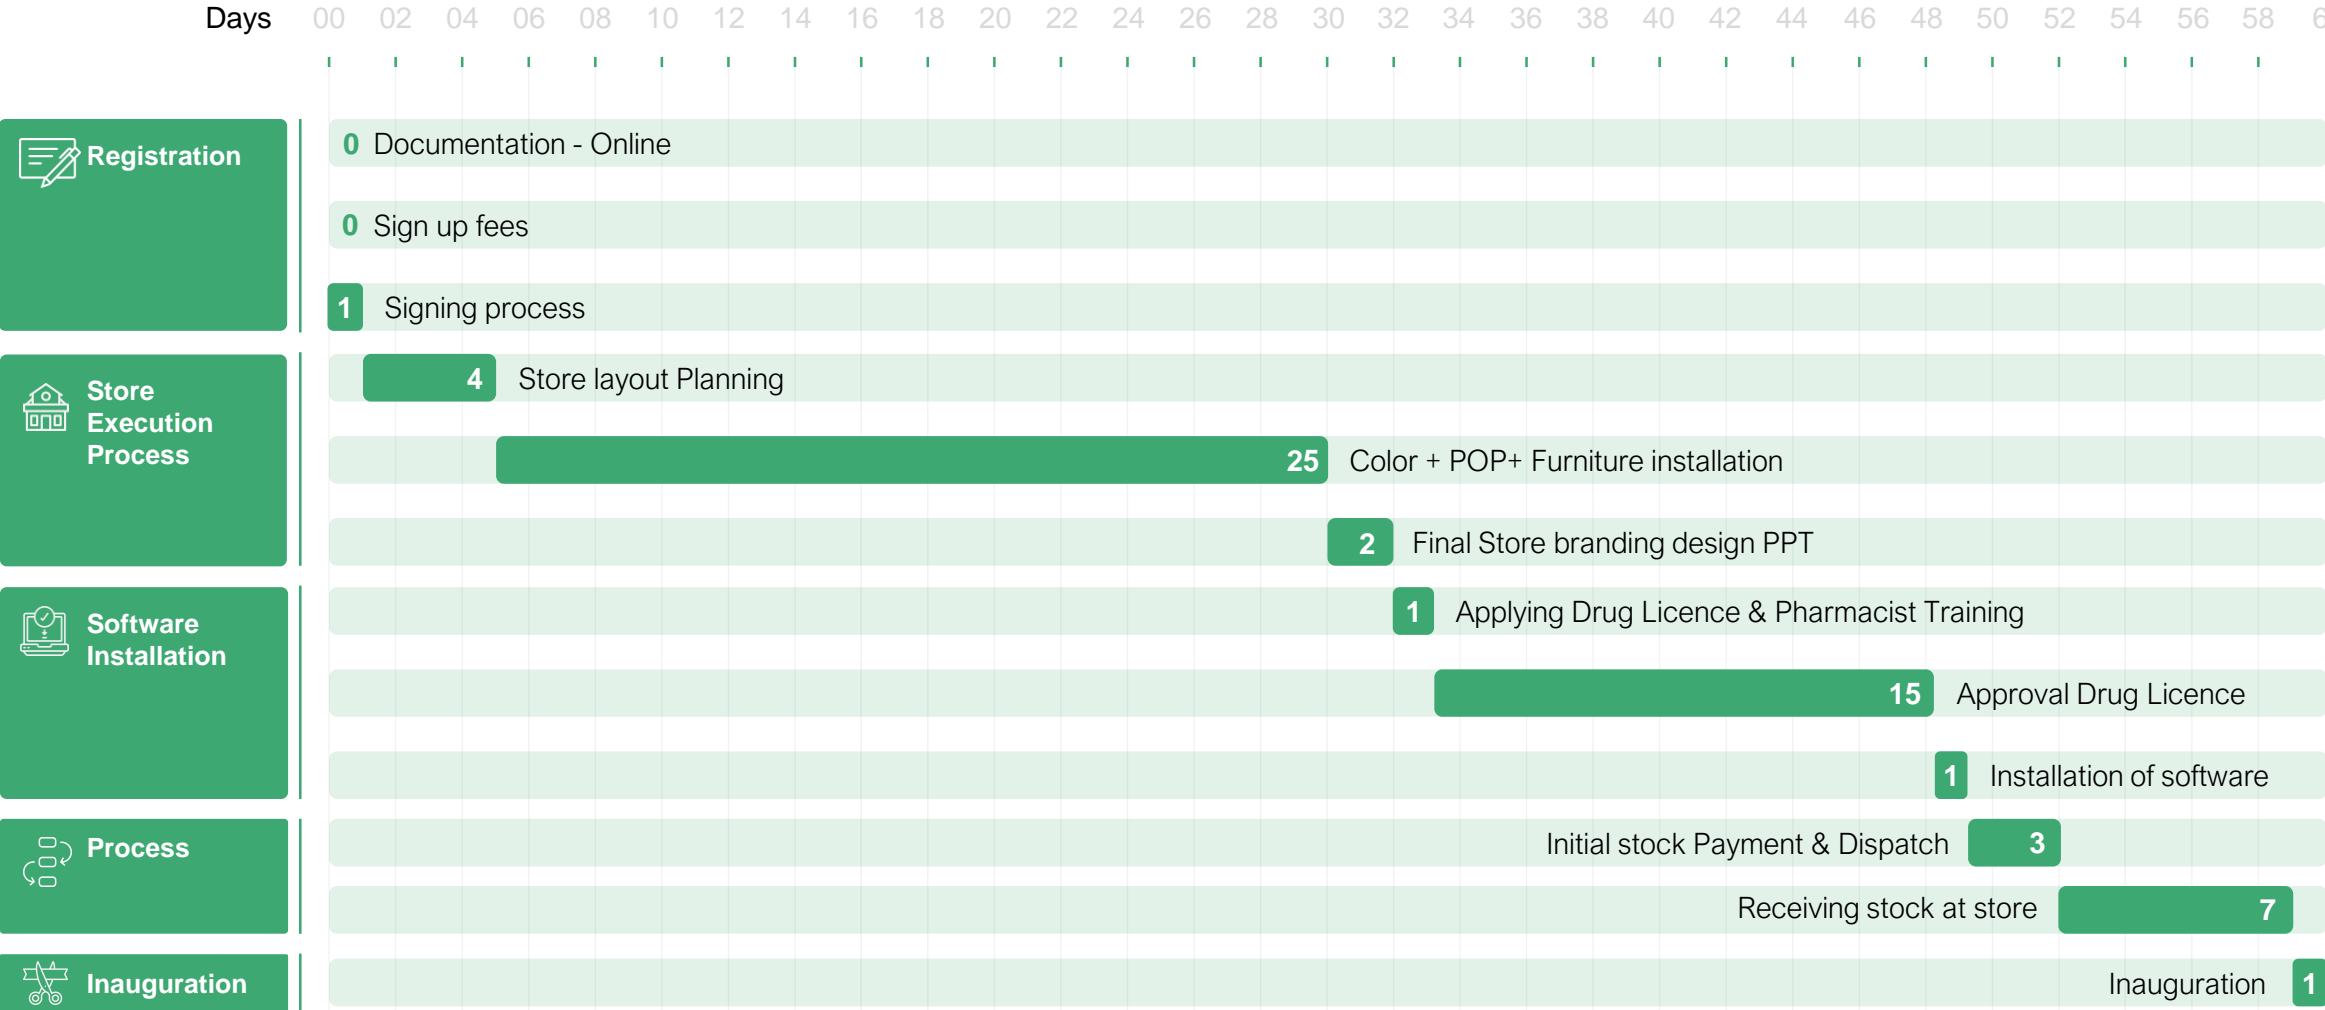 Days 00 02 04 06 08 10 12 14 16 18 20 22 24 26 28 30 32 34 36 38 40 42 44 46 48 50 52 54 56 58 6
Registration
0 Documentation - Online
0 Sign up fees
1 Signing process
Store
Execution
Process
4 Store layout Planning
25 Color + POP+ Furniture installation
2 Final Store branding design PPT
Software
Installation
1 Applying Drug Licence & Pharmacist Training
15 Approval Drug Licence
1 Installation of software
Process
Initial stock Payment & Dispatch 3
Receiving stock at store 7
Inauguration
Inauguration 1